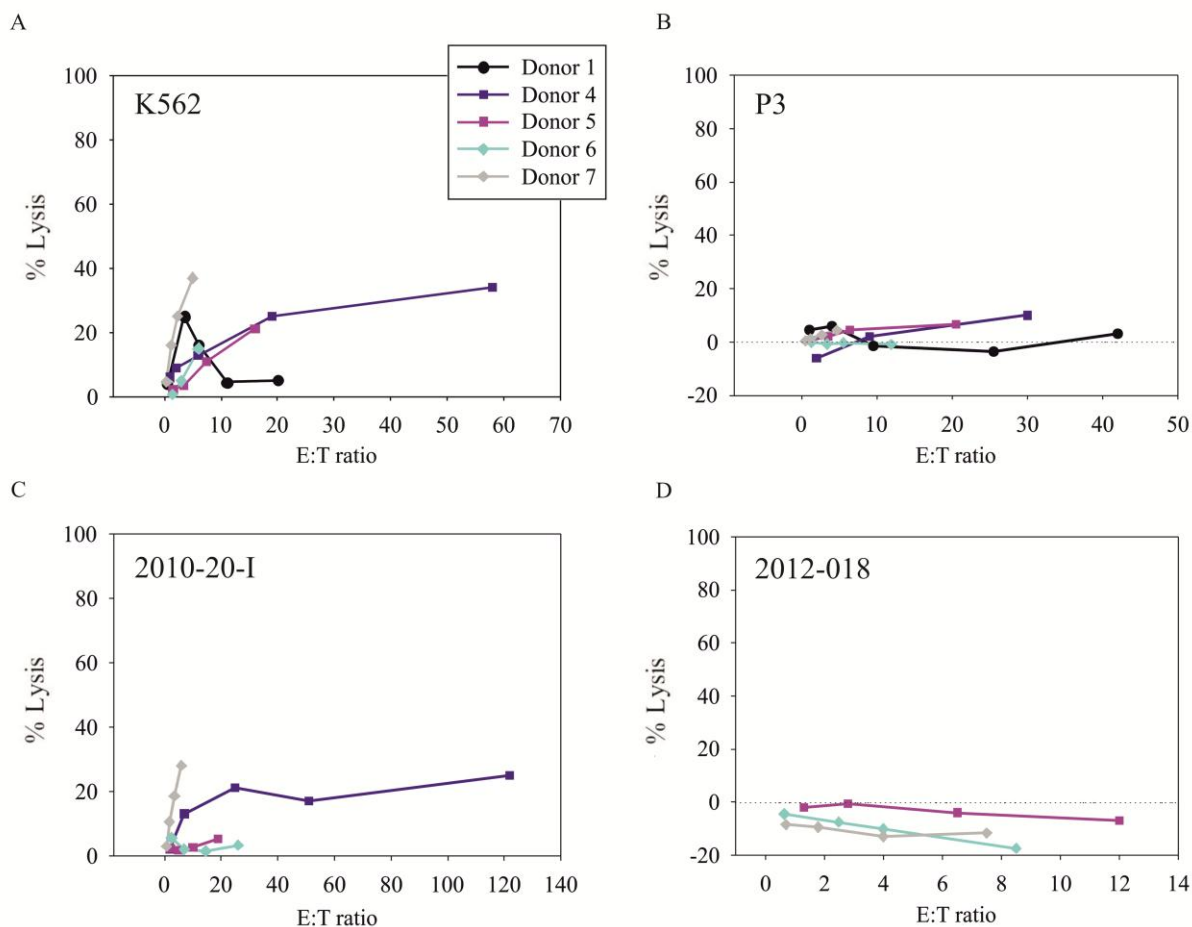 A
K562
Donor 1
Donor 4
Donor 5
Donor 6
Donor 7
100
80
60
40
20
0
% Lysis
0 10 20 30 40 50 60 70
E:T ratio
B
P3
100
80
60
40
20
0
-20
% Lysis
0 10 20 30 40 50
E:T ratio
C
2010-20-I
100
80
60
40
20
0
% Lysis
0 20 40 60 80 100 120 140
E:T ratio
D
2012-018
100
80
60
40
20
0
-20
% Lysis
0 2 4 6 8 10 12 14
E:T ratio